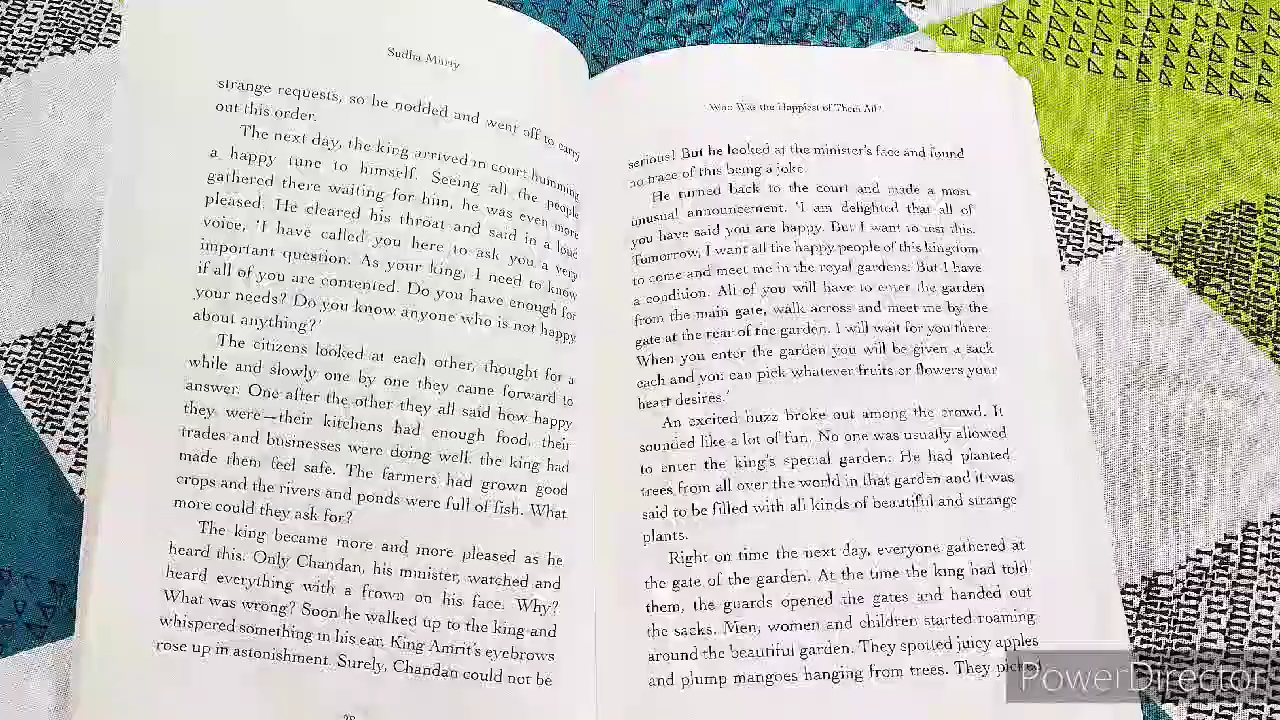 Sudha Murty
strange requests, so he nodded and went off to carry
out this order.
The next day, the king arrived in court humming
a happy tune to himself. Seeing all the people
gathered there waiting for him, he was even more
pleased. He cleared his throat and said in a loud
voice, 'I have called you here to ask you a very
important question. As your king, I need to know
if all of you are contented. Do you have enough for
your needs? Do you know anyone who is not happy
about anything?'
The citizens looked at each other, thought for a
while and slowly one by one they came forward to
answer. One after the other they all said how happy
they were—their kitchens had enough food, their
trades and businesses were doing well, the king had
made them feel safe. The farmers had grown good
crops and the rivers and ponds were full of fish. What
more could they ask for?
The king became more and more pleased as he
heard this. Only Chandan, his minister, watched and
heard everything with a frown on his face. Why?
What was wrong? Soon he walked up to the king and
whispered something in his ear. King Amrit's eyebrows
rose up in astonishment. Surely, Chandan could not be
Who Was the Happiest of Them All?
serious! But he looked at the minister's face and found
no trace of this being a joke.
He turned back to the court and made a most
unusual announcement. 'I am delighted that all of
you have said you are happy. But I want to test this.
Tomorrow, I want all the happy people of this kingdom
to come and meet me in the royal gardens. But I have
a condition. All of you will have to enter the garden
from the main gate, walk across and meet me by the
gate at the rear of the garden. I will wait for you there.
When you enter the garden you will be given a sack
each and you can pick whatever fruits or flowers your
heart desires.'
An excited buzz broke out among the crowd. It
sounded like a lot of fun. No one was usually allowed
to enter the king's special garden. He had planted
trees from all over the world in that garden and it was
said to be filled with all kinds of beautiful and strange
plants.
Right on time the next day, everyone gathered at
the gate of the garden. At the time the king had told
them, the guards opened the gates and handed out
the sacks. Men, women and children started roaming
around the beautiful garden. They spotted juicy apples
and plump mangoes hanging from trees. They
PowerDirector